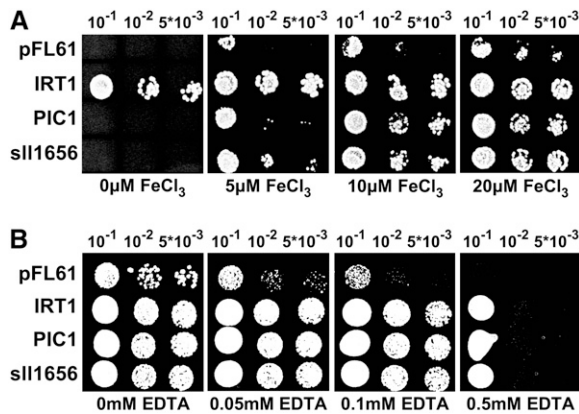 A 10⁻¹ 10⁻² 5*10⁻³ 10⁻¹ 10⁻² 5*10⁻³ 10⁻¹ 10⁻² 5*10⁻³ 10⁻¹ 10⁻² 5*10⁻³
pFL61
IRT1
PIC1
sll1656
0µM FeCl₃ 5µM FeCl₃ 10µM FeCl₃ 20µM FeCl₃
B 10⁻¹ 10⁻² 5*10⁻³ 10⁻¹ 10⁻² 5*10⁻³ 10⁻¹ 10⁻² 5*10⁻³ 10⁻¹ 10⁻² 5*10⁻³
pFL61
IRT1
PIC1
sll1656
0mM EDTA 0.05mM EDTA 0.1mM EDTA 0.5mM EDTA